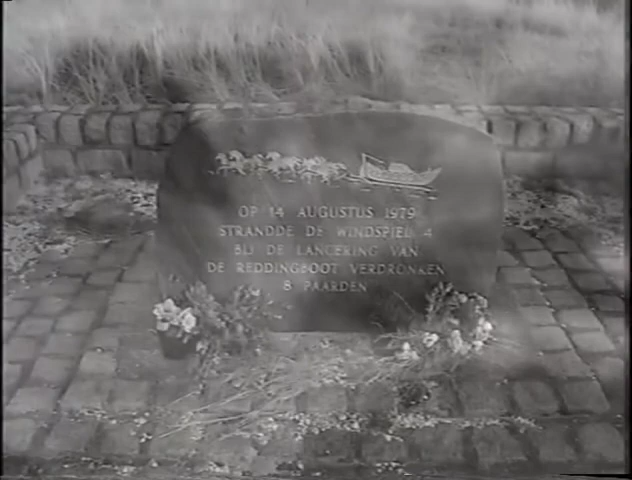 OP 14 AUGUSTUS 1979
STRANDDE DE WINDSPIEL 4
BIJ DE LANCERING VAN
DE REDDINGBOOT VERDRONKEN
8 PAARDEN